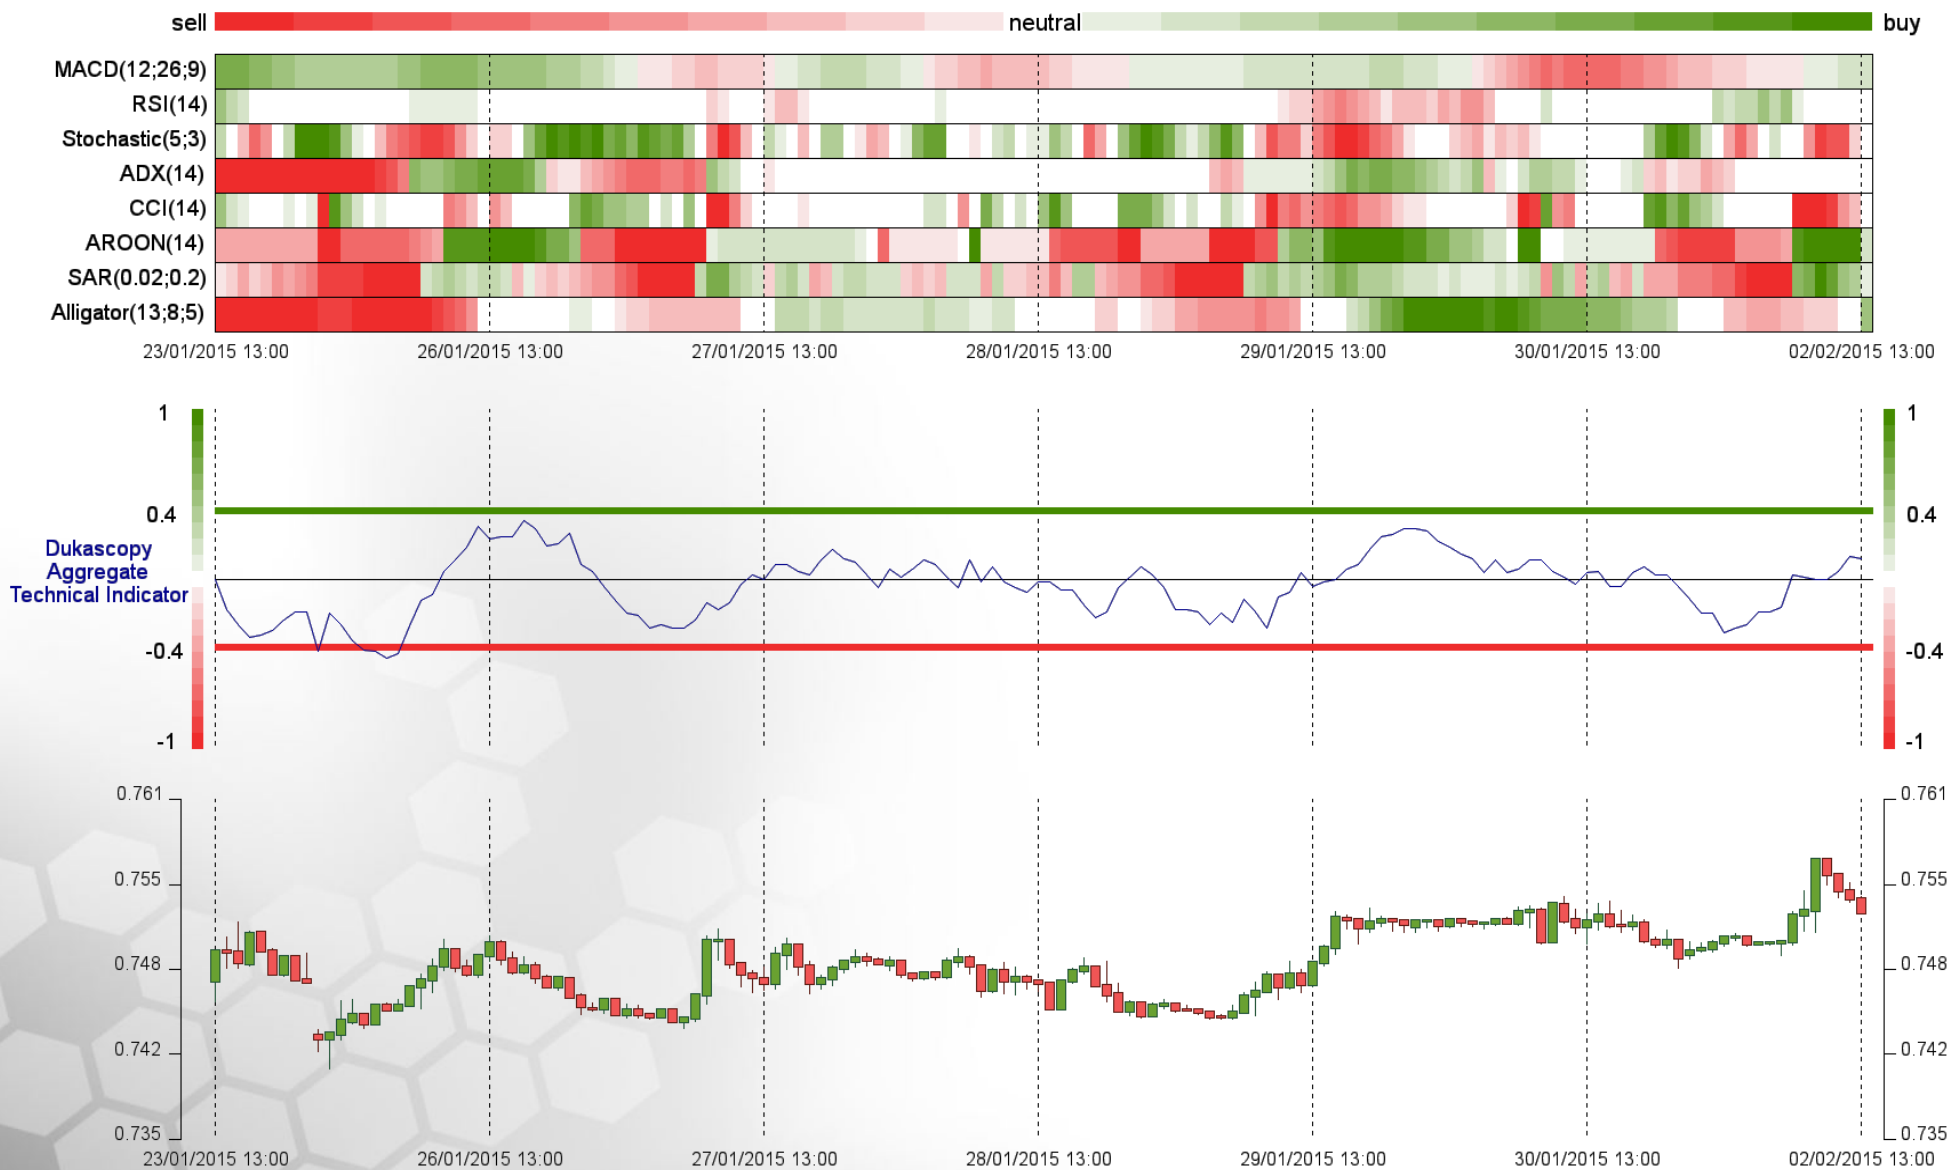 sell neutral buy
MACD(12;26;9)
RSI(14)
Stochastic(5;3)
ADX(14)
CCI(14)
AROON(14)
SAR(0.02;0.2)
Alligator(13;8;5)
23/01/2015 13:00 26/01/2015 13:00 27/01/2015 13:00 28/01/2015 13:00 29/01/2015 13:00 30/01/2015 13:00 02/02/2015 13:00
1 1
0.4 0.4
Dukascopy
Aggregate
Technical Indicator
-0.4 -0.4
-1 -1
0.761 0.761
0.755 0.755
0.748 0.748
0.742 0.742
0.735 0.735
23/01/2015 13:00 26/01/2015 13:00 27/01/2015 13:00 28/01/2015 13:00 29/01/2015 13:00 30/01/2015 13:00 02/02/2015 13:00